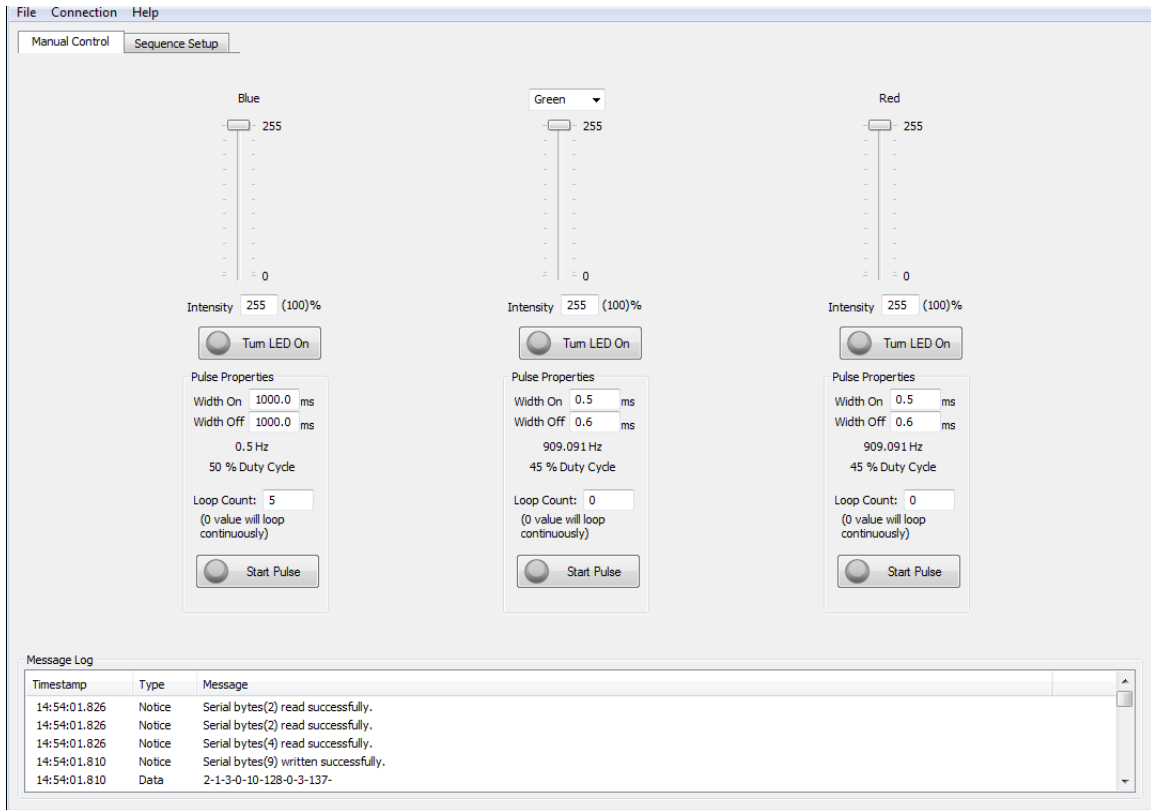 File Connection Help
Manual Control Sequence Setup
Blue Green Red
255 255 255
0 0 0
Intensity 255 (100)% Intensity 255 (100)% Intensity 255 (100)%
Turn LED On Turn LED On Turn LED On
Pulse Properties Pulse Properties Pulse Properties
Width On 1000.0 ms Width On 0.5 ms Width On 0.5 ms
Width Off 1000.0 ms Width Off 0.6 ms Width Off 0.6 ms
0.5 Hz 909.091 Hz 909.091 Hz
50 % Duty Cycle 45 % Duty Cycle 45 % Duty Cycle
Loop Count: 5 Loop Count: 0 Loop Count: 0
(0 value will loop (0 value will loop (0 value will loop
continuously) continuously) continuously)
Start Pulse Start Pulse Start Pulse
Message Log
Timestamp Type Message
14:54:01.826 Notice Serial bytes(2) read successfully.
14:54:01.826 Notice Serial bytes(2) read successfully.
14:54:01.826 Notice Serial bytes(4) read successfully.
14:54:01.810 Notice Serial bytes(9) written successfully.
14:54:01.810 Data 2-1-3-0-10-128-0-3-137-